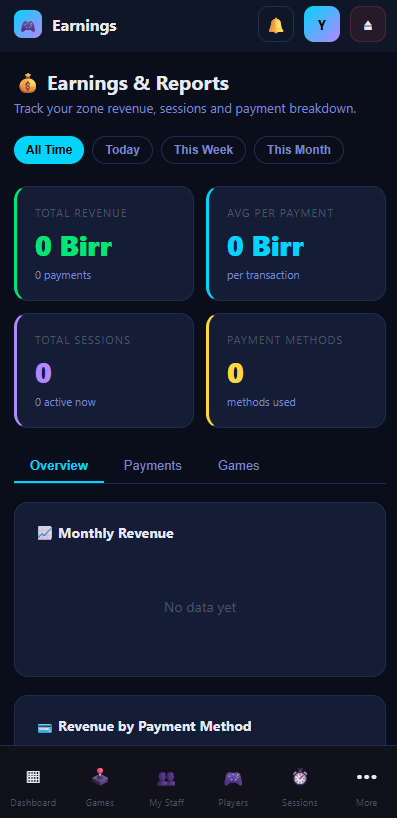 Earnings
Y
Earnings & Reports
Track your zone revenue, sessions and payment breakdown.
All Time Today This Week This Month
TOTAL REVENUE
0 Birr
0 payments
AVG PER PAYMENT
0 Birr
per transaction
TOTAL SESSIONS
0
0 active now
PAYMENT METHODS
0
methods used
Overview Payments Games
Monthly Revenue
No data yet
Revenue by Payment Method
Dashboard Games My Staff Players Sessions More